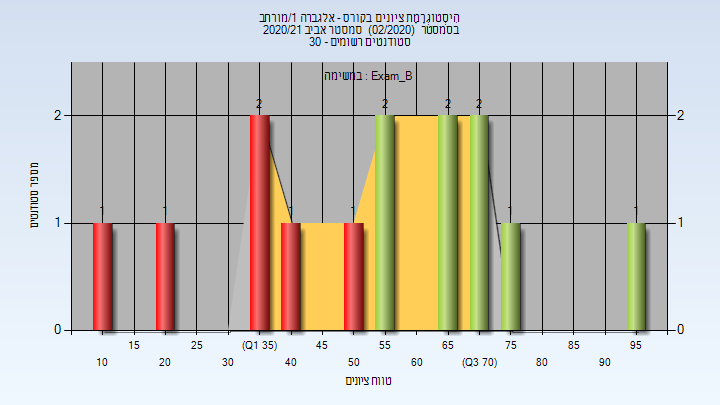 היסטוגרמת ציונים בקורס - אלגברה 1/מורחב
בסמסטר (02/2020) סמסטר אביב 2020/21
סטודנטים רשומים - 30
במשימה : Exam_B
מספר סטודנטים
2 2 2 2 2
2 2
1 1 1 1 1 1
1 1
0 0
15 25 (Q1 35) 45 55 65 75 85 95
10 20 30 40 50 60 (Q3 70) 80 90
טווח ציונים